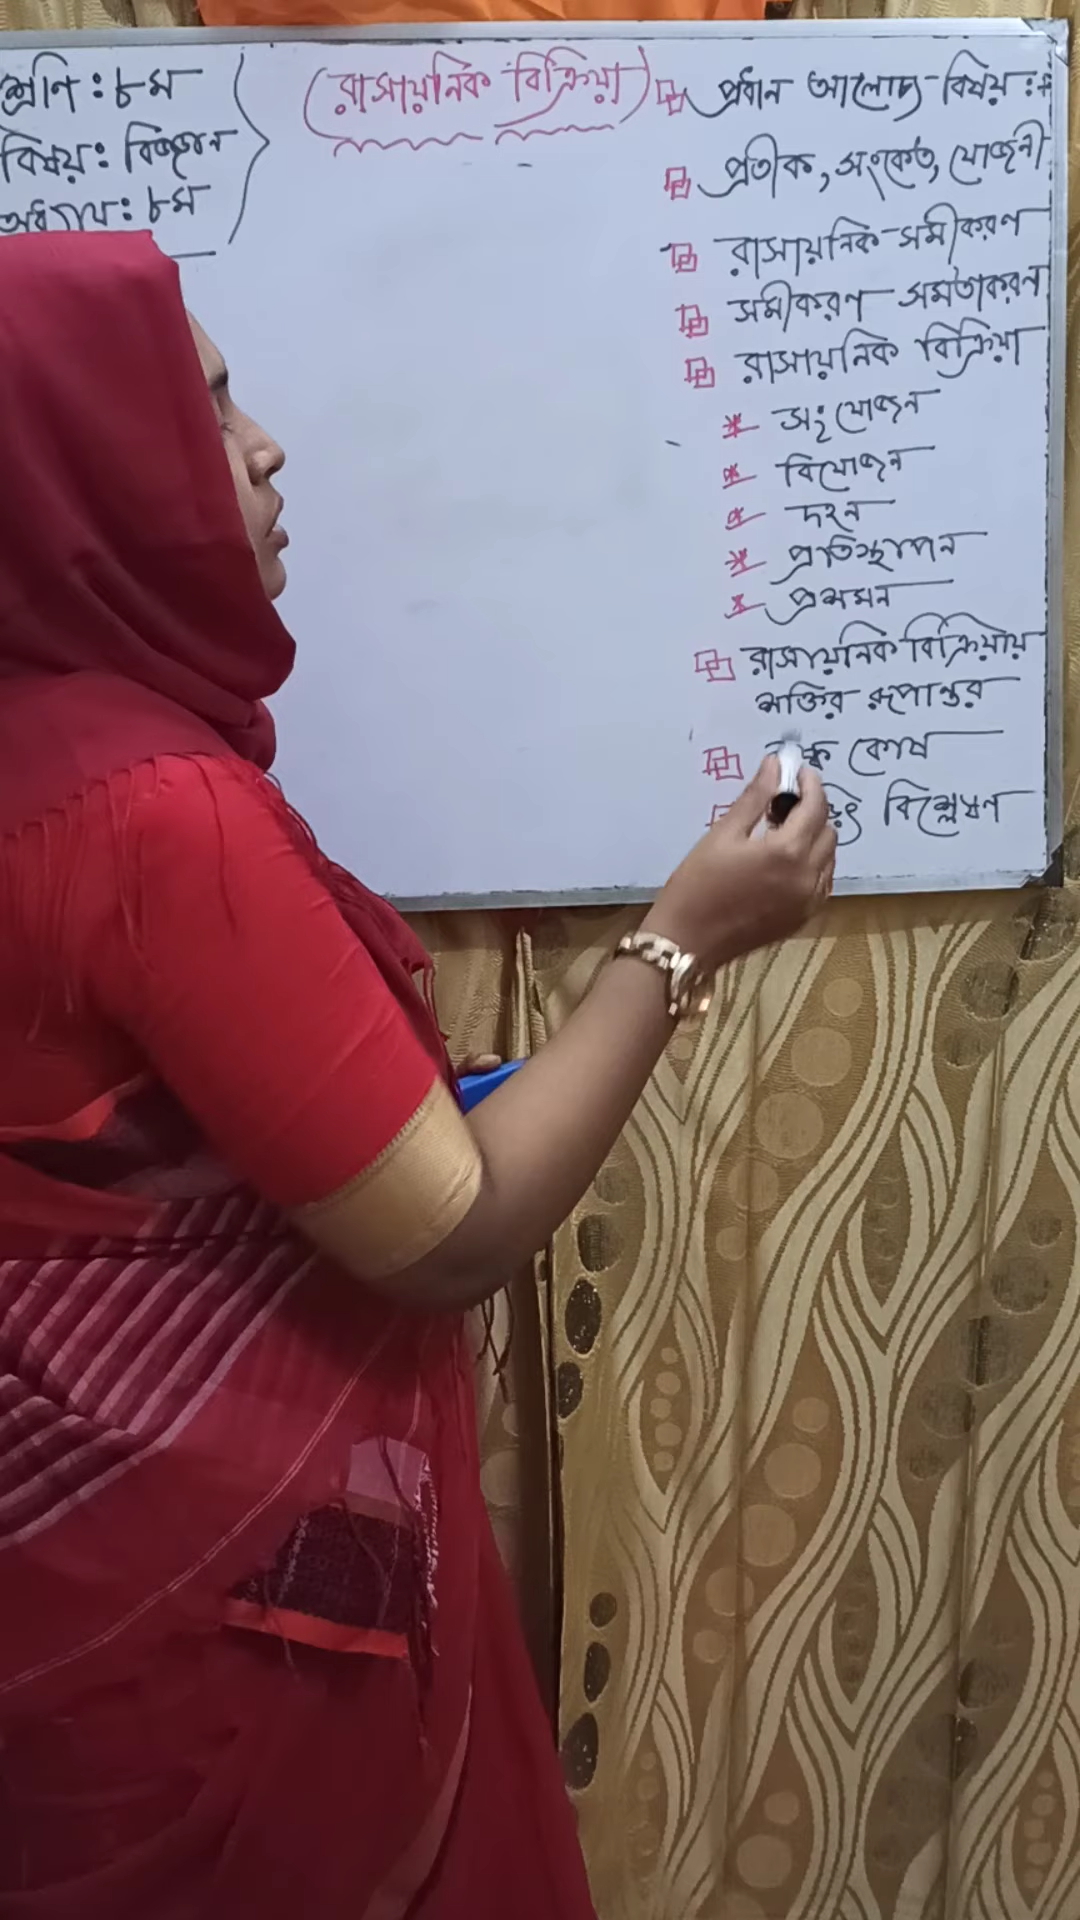 শ্রেণি : ৮ম
বিষয় : বিজ্ঞান
অধ্যায় : ৮ম
(রাসায়নিক বিক্রিয়া)
প্রধান আলোচ্য বিষয় :
প্রতীক, সংকেত, যোজনী
রাসায়নিক সমীকরণ
সমীকরণ সমতাকরণ
রাসায়নিক বিক্রিয়া
* সংযোজন
* বিযোজন
* দহন
* প্রতিস্থাপন
* প্রশমন
রাসায়নিক বিক্রিয়ায়
শক্তির রূপান্তর
কোষ
বিশ্লেষণ